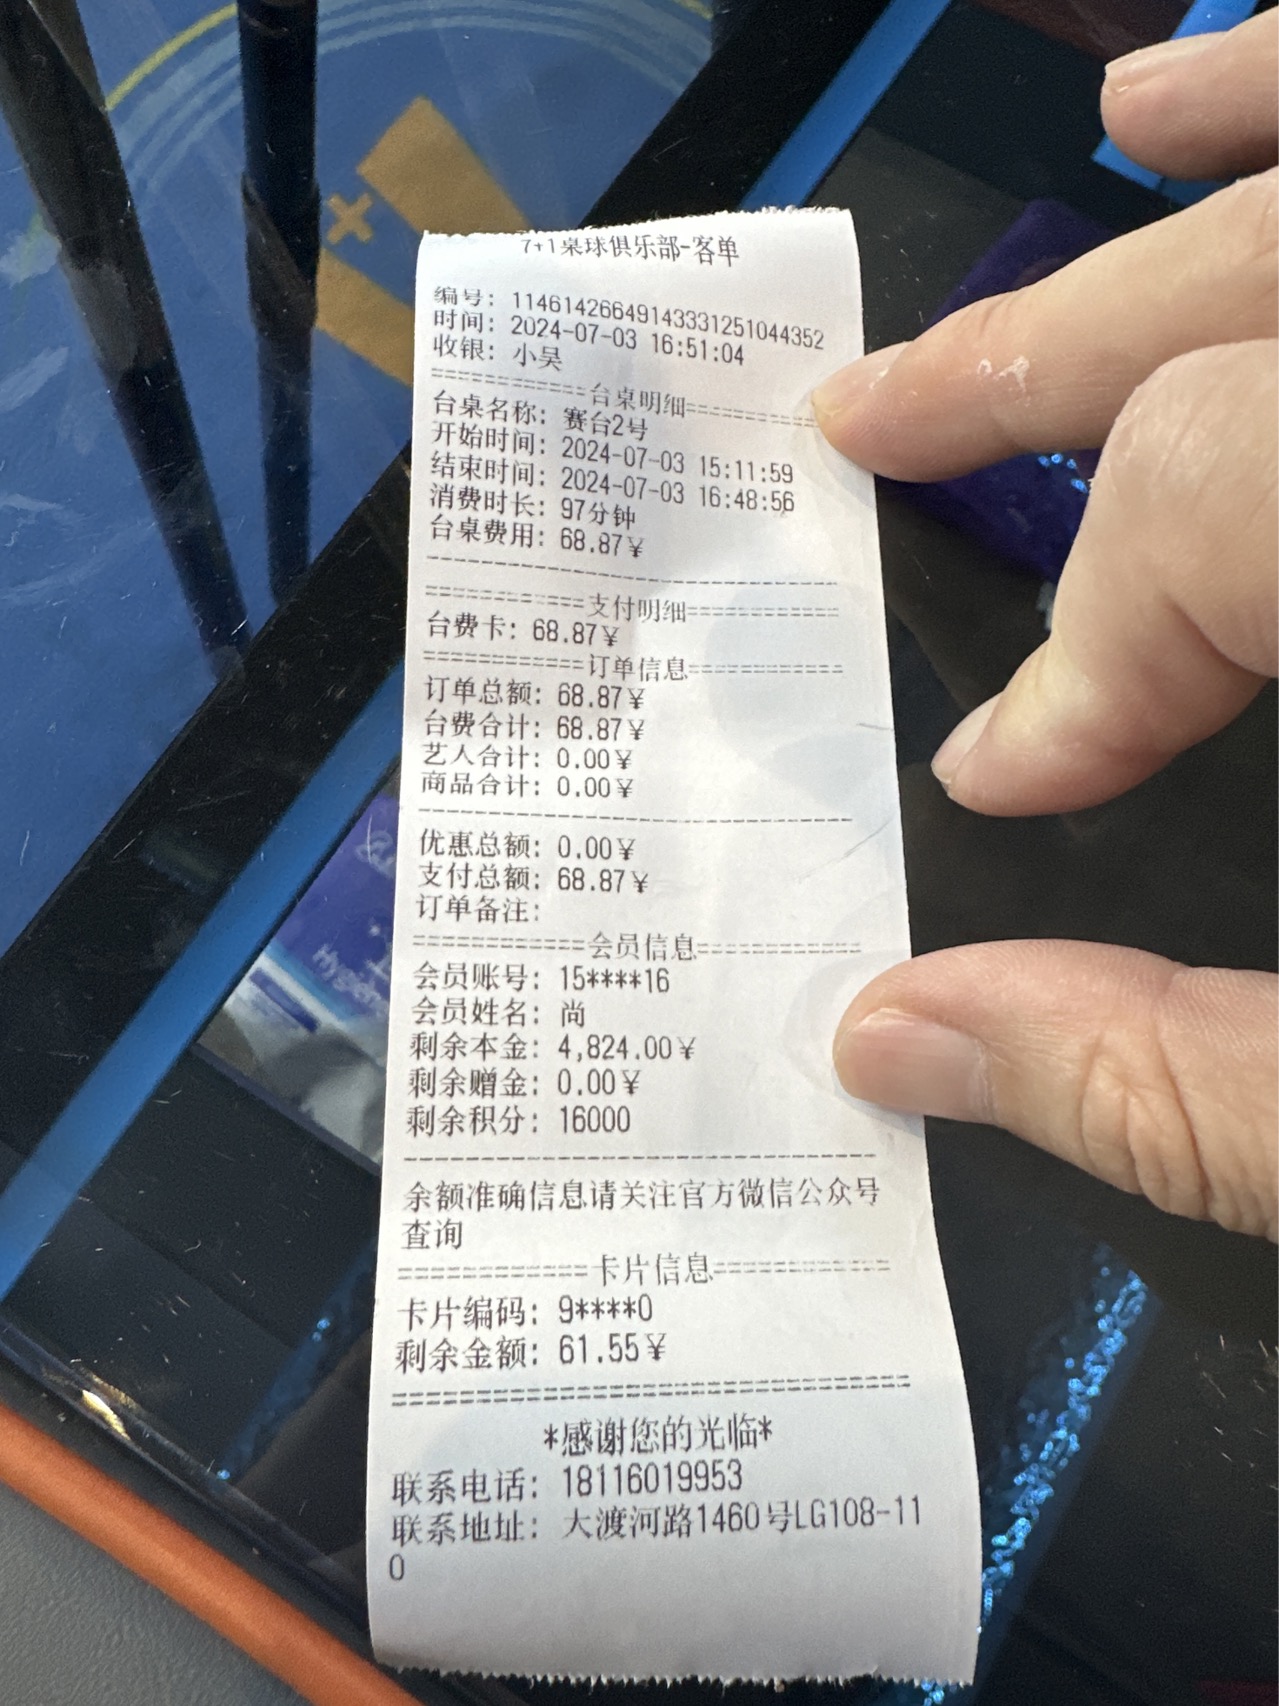 7+1桌球俱乐部-客单
编号: 11461426649143331251044352
时间: 2024-07-03 16:51:04
收银: 小吴
============台桌明细============
台桌名称: 赛台2号
开始时间: 2024-07-03 15:11:59
结束时间: 2024-07-03 16:48:56
消费时长: 97分钟
台桌费用: 68.87¥
--------------------------------
============支付明细============
台费卡: 68.87¥
============订单信息============
订单总额: 68.87¥
台费合计: 68.87¥
艺人合计: 0.00¥
商品合计: 0.00¥
--------------------------------
优惠总额: 0.00¥
支付总额: 68.87¥
订单备注:
============会员信息============
会员账号: 15****16
会员姓名: 尚
剩余本金: 4,824.00¥
剩余赠金: 0.00¥
剩余积分: 16000
--------------------------------
余额准确信息请关注官方微信公众号
查询
============卡片信息============
卡片编码: 9****0
剩余金额: 61.55¥
================================
*感谢您的光临*
联系电话: 18116019953
联系地址: 大渡河路1460号LG108-11
0